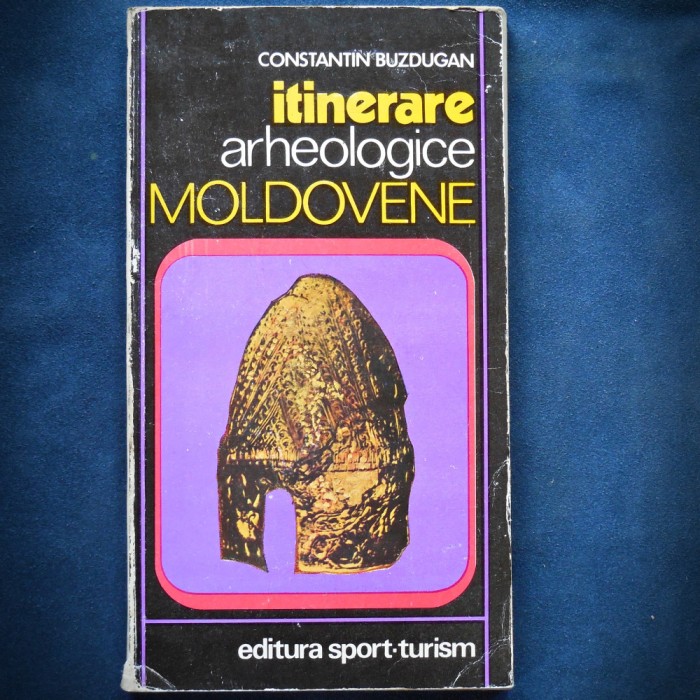 CONSTANTIN BUZDUGAN
itinerare
arheologice
MOLDOVENE
editura sport·turism